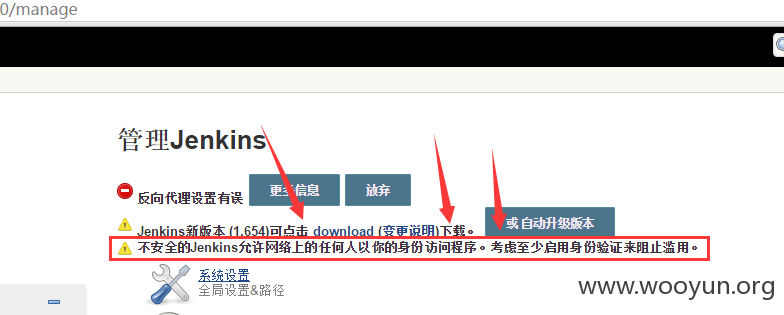 0/manage
管理Jenkins
反向代理设置有误 更多信息 放弃
Jenkins新版本 (1.654)可点击 download (变更说明)下载。 或 自动升级版本
不安全的Jenkins允许网络上的任何人以你的身份访问程序。考虑至少启用身份验证来阻止滥用。
系统设置
全局设置&路径
www.wooyun.org